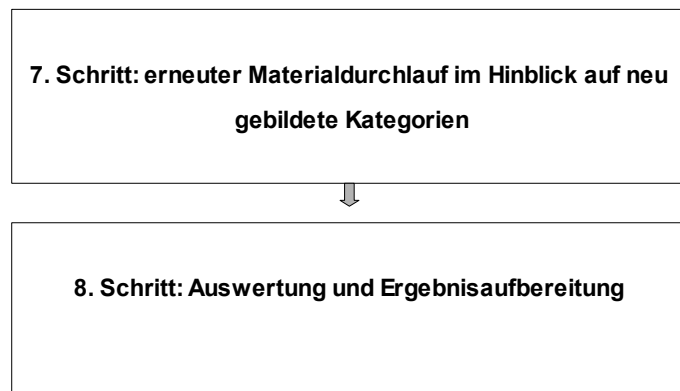 7. Schritt: erneuter Materialdurchlauf im Hinblick auf neu
gebildete Kategorien
8. Schritt: Auswertung und Ergebnisaufbereitung